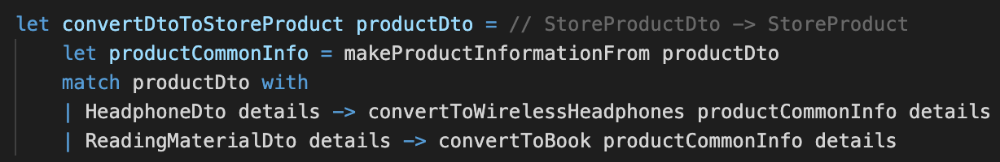 let convertDtoToStoreProduct productDto = // StoreProductDto -> StoreProduct
    let productCommonInfo = makeProductInformationFrom productDto
    match productDto with
    | HeadphoneDto details -> convertToWirelessHeadphones productCommonInfo details
    | ReadingMaterialDto details -> convertToBook productCommonInfo details